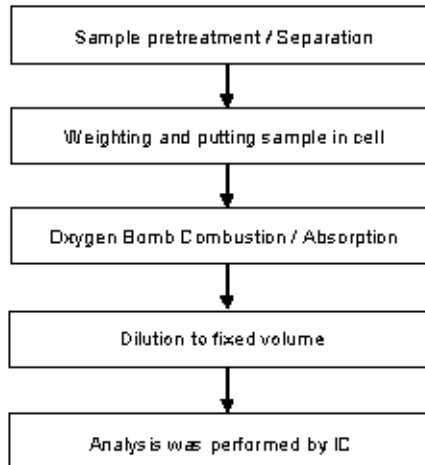 Sample pretreatment / Separation
Weighting and putting sample in cell
Oxygen Bomb Combustion / Absorption
Dilution to fixed volume
Analysis was performed by IC